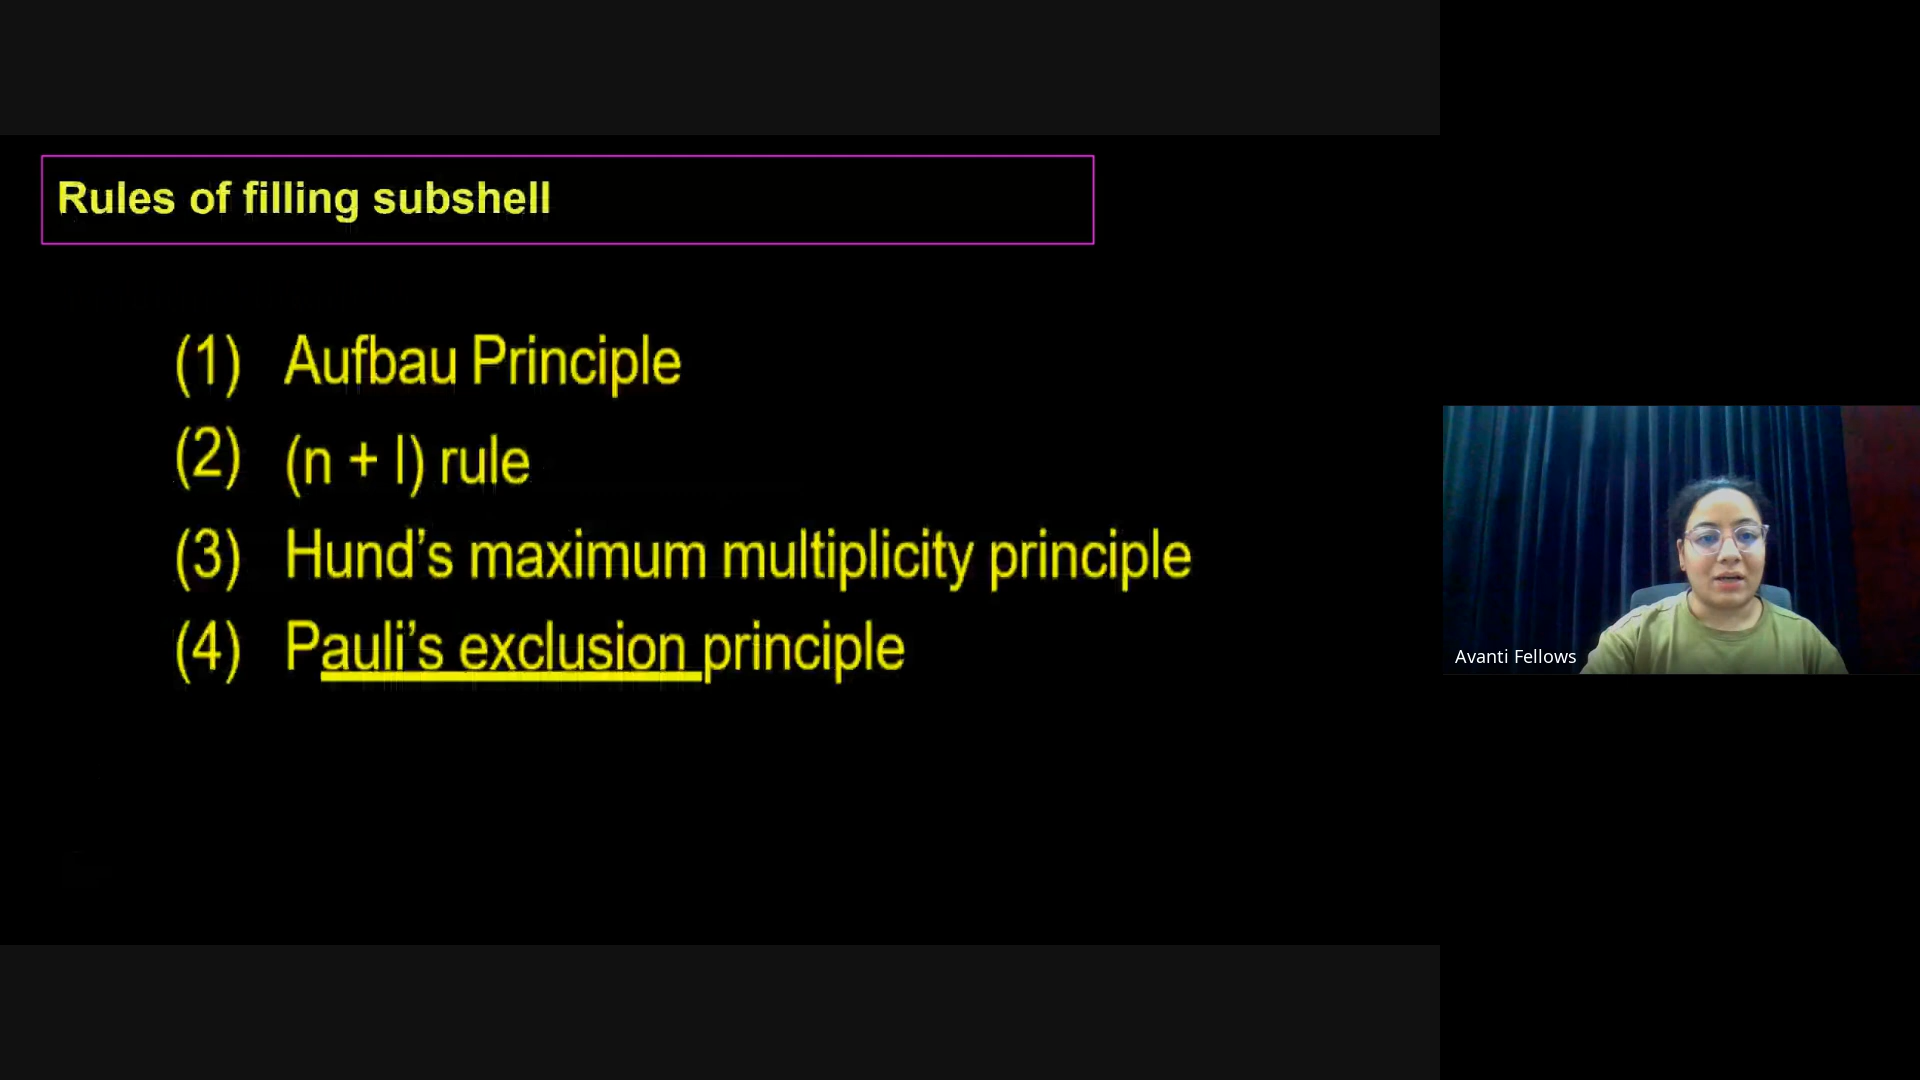 Rules of filling subshell
(1) Aufbau Principle
(2) (n + l) rule
(3) Hund’s maximum multiplicity principle
(4) Pauli’s exclusion principle
Avanti Fellows